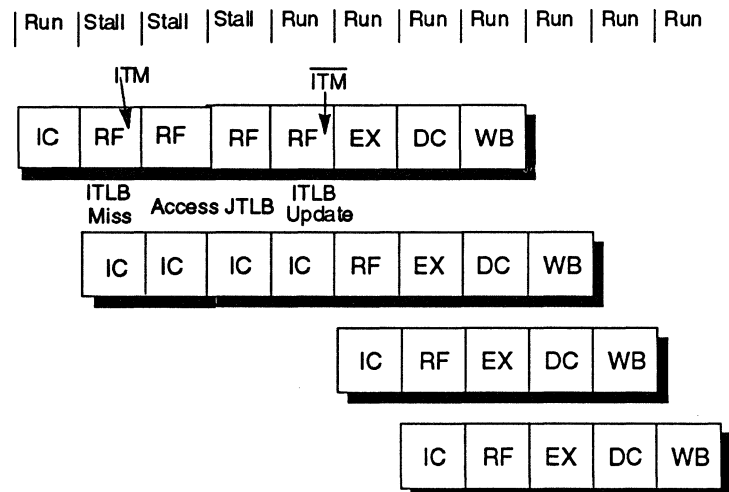 Run Stall Stall Stall Run Run Run Run Run Run Run
ITM I̅T̅M̅
IC RF RF RF RF EX DC WB
ITLB Miss
Access JTLB
ITLB Update
IC IC IC IC RF EX DC WB
IC RF EX DC WB
IC RF EX DC WB